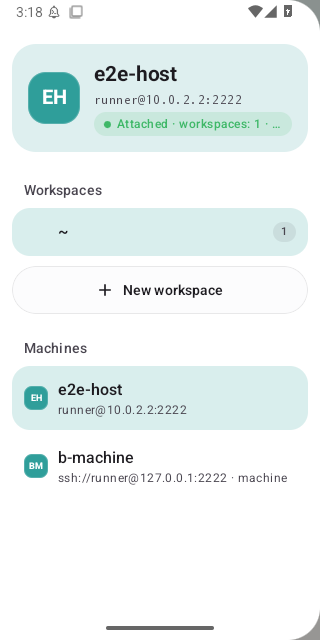 3:18
EH
e2e-host
runner@10.0.2.2:2222
Attached · workspaces: 1 · …
Workspaces
~
1
New workspace
Machines
EH
e2e-host
runner@10.0.2.2:2222
BM
b-machine
ssh://runner@127.0.0.1:2222 · machine